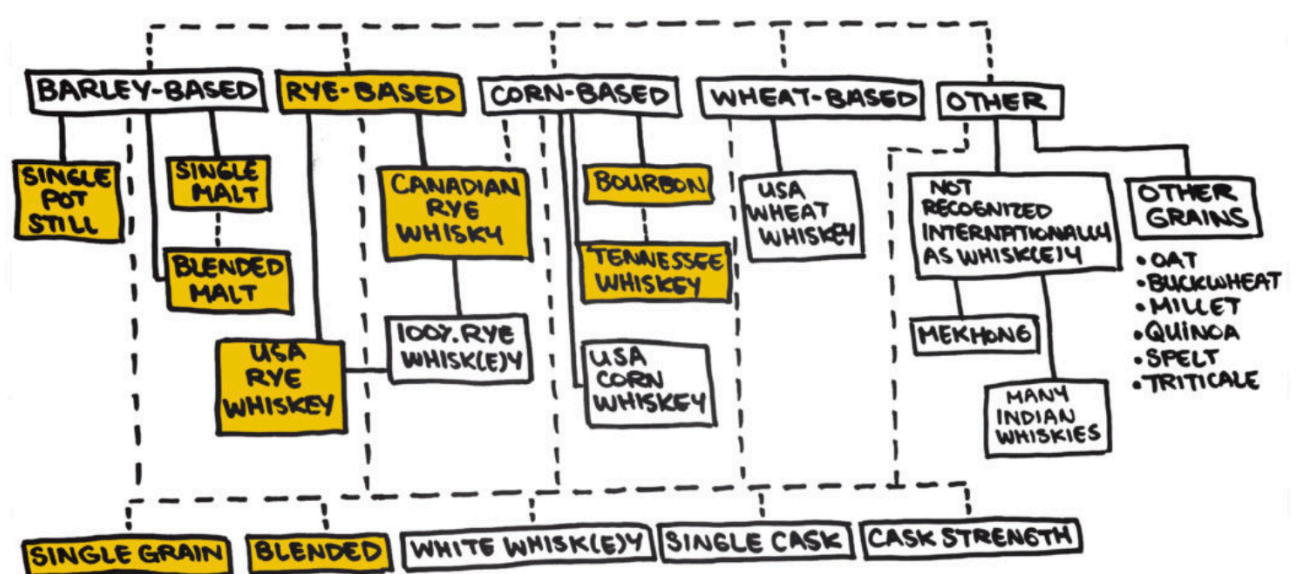 BARLEY-BASED
RYE-BASED
CORN-BASED
WHEAT-BASED
OTHER
SINGLE
POT
STILL
SINGLE
MALT
BLENDED
MALT
USA
RYE
WHISKEY
CANADIAN
RYE
WHISKY
100% RYE
WHISK(E)Y
BOURBON
TENNESSEE
WHISKEY
USA
CORN
WHISKEY
USA
WHEAT
WHISKEY
NOT
RECOGNIZED
INTERNATIONALLY
AS WHISK(E)Y
MEKHONG
MANY
INDIAN
WHISKIES
OTHER
GRAINS
• OAT
• BUCKWHEAT
• MILLET
• QUINOA
• SPELT
• TRITICALE
SINGLE GRAIN
BLENDED
WHITE WHISK(E)Y
SINGLE CASK
CASK STRENGTH